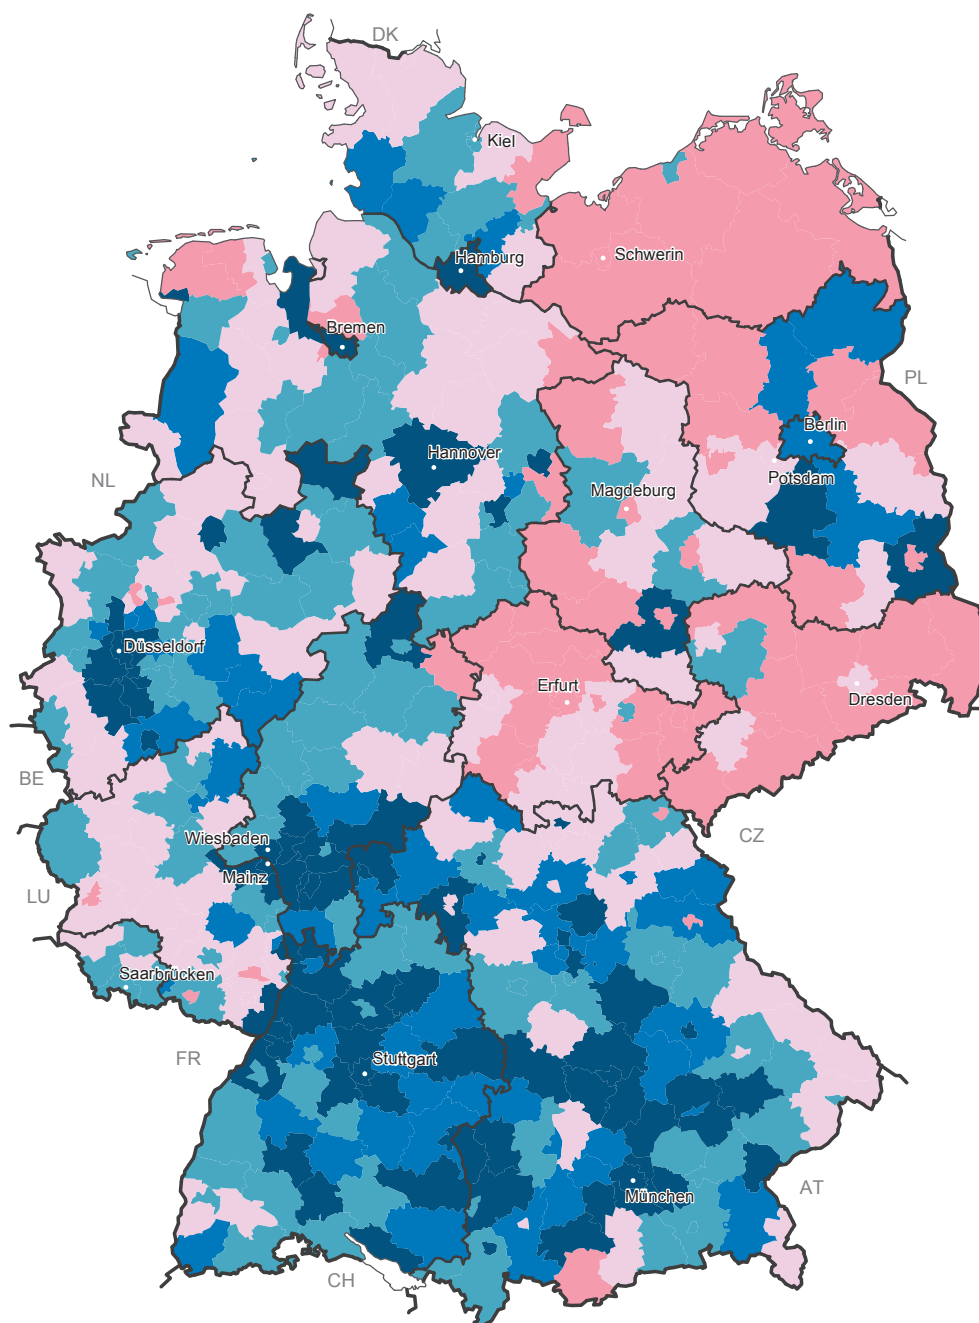 DK
Kiel
Schwerin
Hamburg
Bremen
PL
Berlin
Hannover
NL
Potsdam
Magdeburg
Düsseldorf
Erfurt
Dresden
BE
CZ
Wiesbaden
Mainz
LU
Saarbrücken
FR
Stuttgart
AT
München
CH